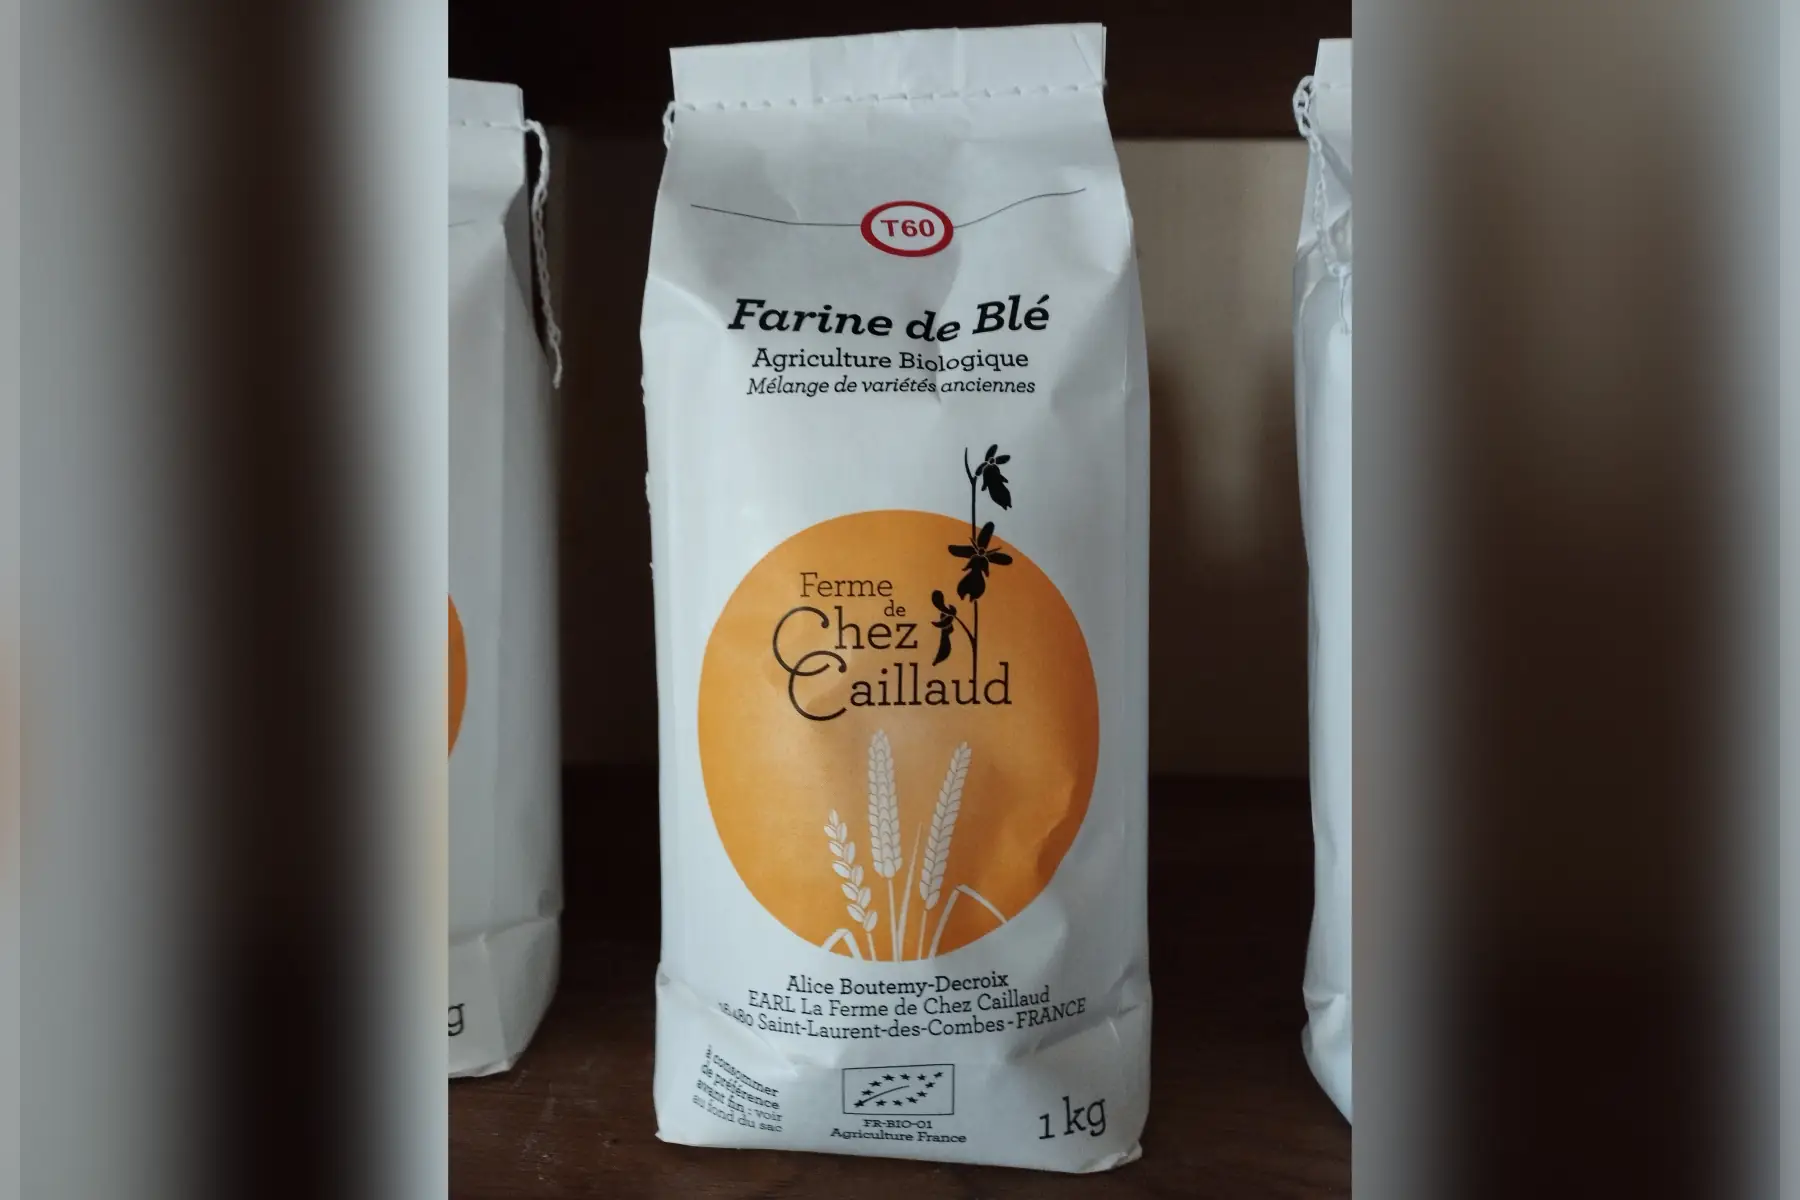 T60
Farine de Blé
Agriculture Biologique
Mélange de variétés anciennes
Ferme
de
Chez
Caillaud
Alice Boutemy-Decroix
EARL La Ferme de Chez Caillaud
16480 Saint-Laurent-des-Combes-FRANCE
à consommer
de préférence
avant fin : voir
au fond du sac
FR-BIO-01
Agriculture France
1 kg
g